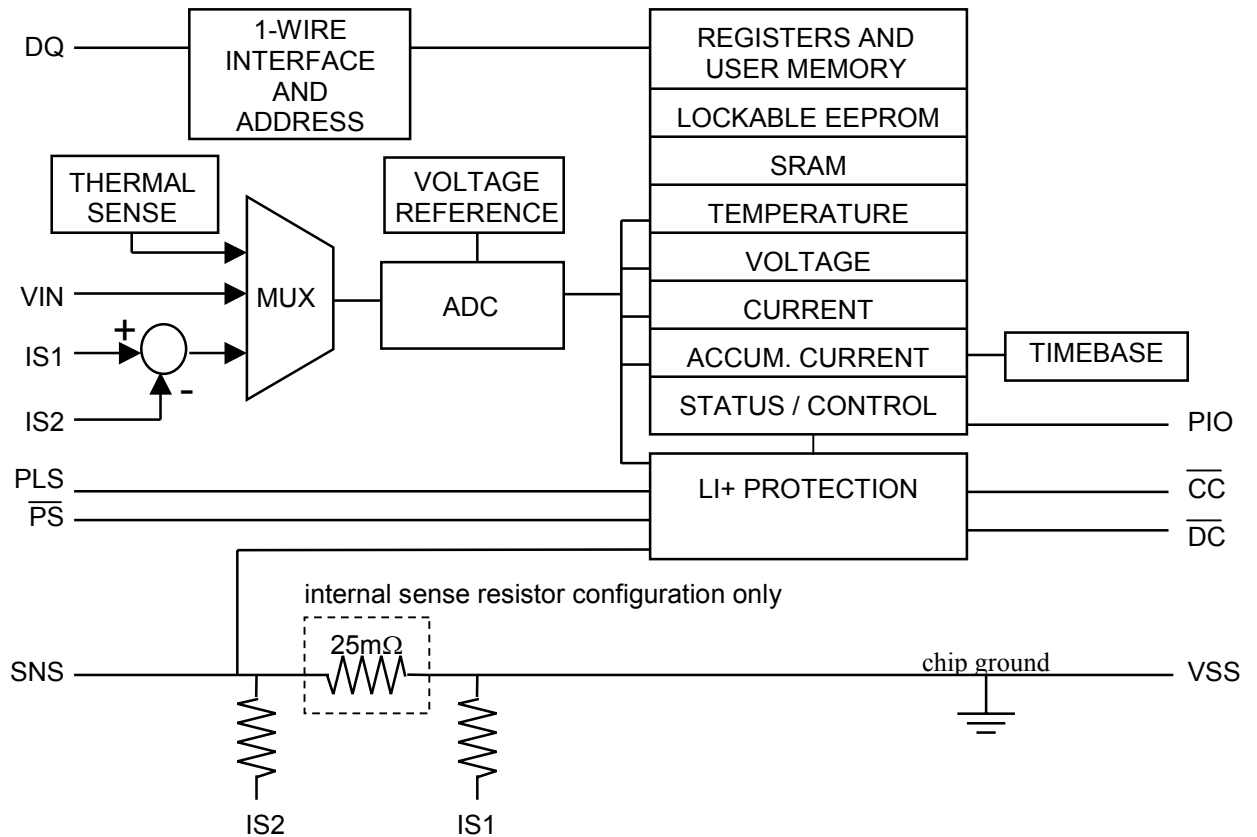 DQ
1-WIRE
INTERFACE
AND
ADDRESS
REGISTERS AND
USER MEMORY
LOCKABLE EEPROM
SRAM
TEMPERATURE
VOLTAGE
CURRENT
ACCUM. CURRENT
STATUS / CONTROL
THERMAL
SENSE
VOLTAGE
REFERENCE
VIN
MUX
ADC
IS1
+
-
IS2
TIMEBASE
PIO
PLS
PS
LI+ PROTECTION
CC
DC
internal sense resistor configuration only
25mΩ
SNS
chip ground
VSS
IS2
IS1